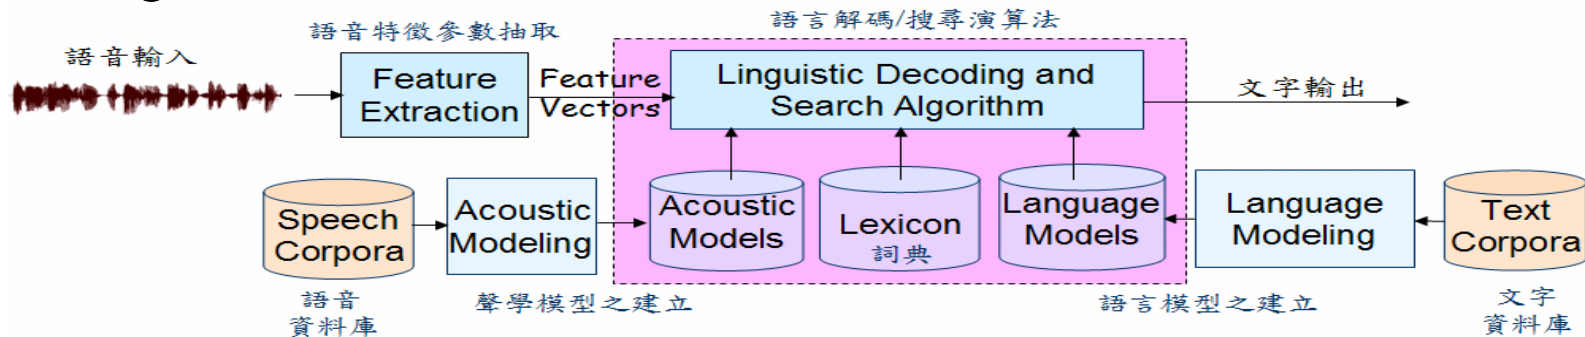 語音特徵參數抽取
語言解碼/搜尋演算法
語音輸入
Feature
Extraction
Feature
Vectors
Linguistic Decoding and
Search Algorithm
文字輸出
Speech
Corpora
Acoustic
Modeling
Acoustic
Models
Lexicon
詞典
Language
Models
Language
Modeling
Text
Corpora
語音
資料庫
聲學模型之建立
語言模型之建立
文字
資料庫